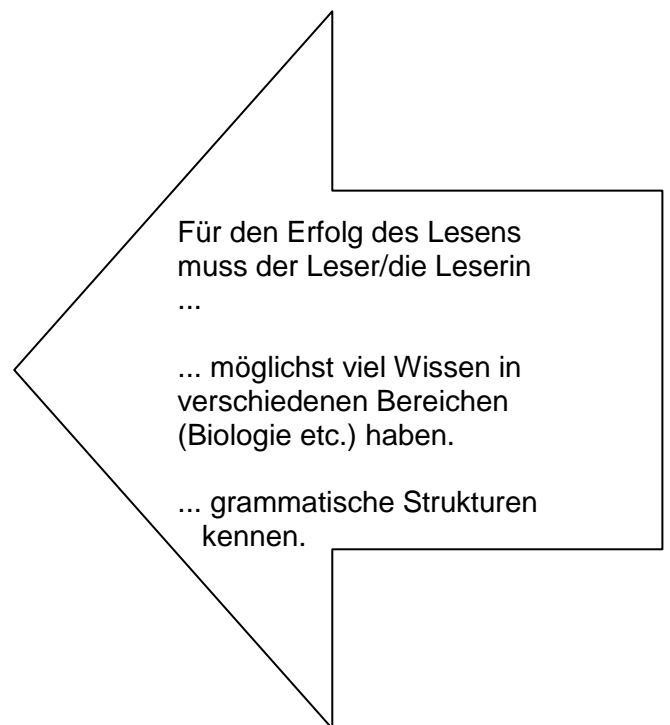 Für den Erfolg des Lesens
muss der Leser/die Leserin
...
... möglichst viel Wissen in
verschiedenen Bereichen
(Biologie etc.) haben.
... grammatische Strukturen
kennen.